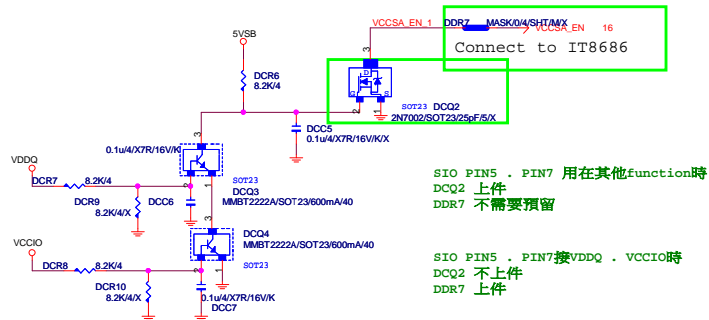 VCCSA_EN_1 DDR7 MASK/0/4/SHT/M/X
VCCSA_EN 16
Connect to IT8686
5VSB
DCR6
8.2K/4
3
D
G
S
2
1
SOT23 DCQ2
2N7002/SOT23/25pF/5/X
DCC5
0.1u/4/X7R/16V/K/X
3
0.1u/4/X7R/16V/K
VDDQ
DCR7 8.2K/4
2
1
SOT23
DCQ3
MMBT2222A/SOT23/600mA/40
DCR9
8.2K/4/X
DCC6
3
DCQ4
MMBT2222A/SOT23/600mA/40
VCCIO
DCR8 8.2K/4
2
1
SOT23
DCR10
8.2K/4/X
0.1u/4/X7R/16V/K
DCC7
SIO PIN5 . PIN7 用在其他function時
DCQ2 上件
DDR7 不需要預留
SIO PIN5 . PIN7接VDDQ . VCCIO時
DCQ2 不上件
DDR7 上件